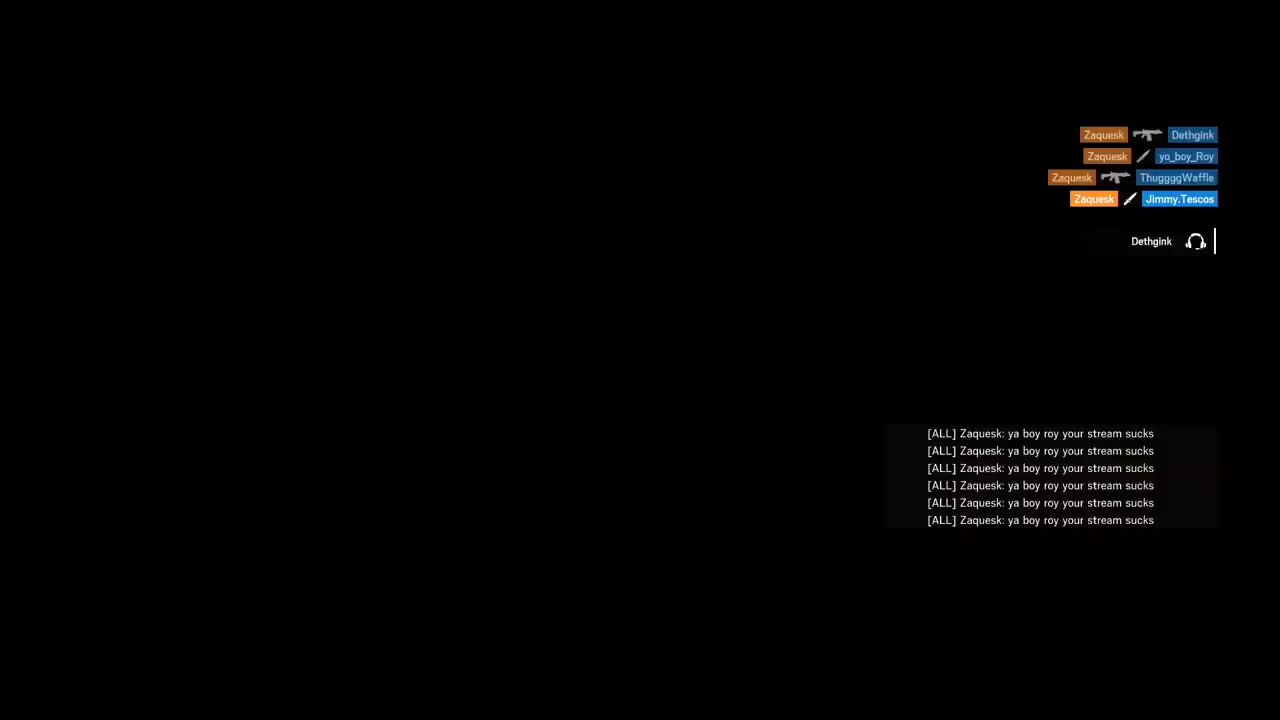 Zaquesk Dethgink
Zaquesk yo_boy_Roy
Zaquesk ThuggggWaffle
Zaquesk Jimmy.Tescos
Dethgink
[ALL] Zaquesk: ya boy roy your stream sucks
[ALL] Zaquesk: ya boy roy your stream sucks
[ALL] Zaquesk: ya boy roy your stream sucks
[ALL] Zaquesk: ya boy roy your stream sucks
[ALL] Zaquesk: ya boy roy your stream sucks
[ALL] Zaquesk: ya boy roy your stream sucks